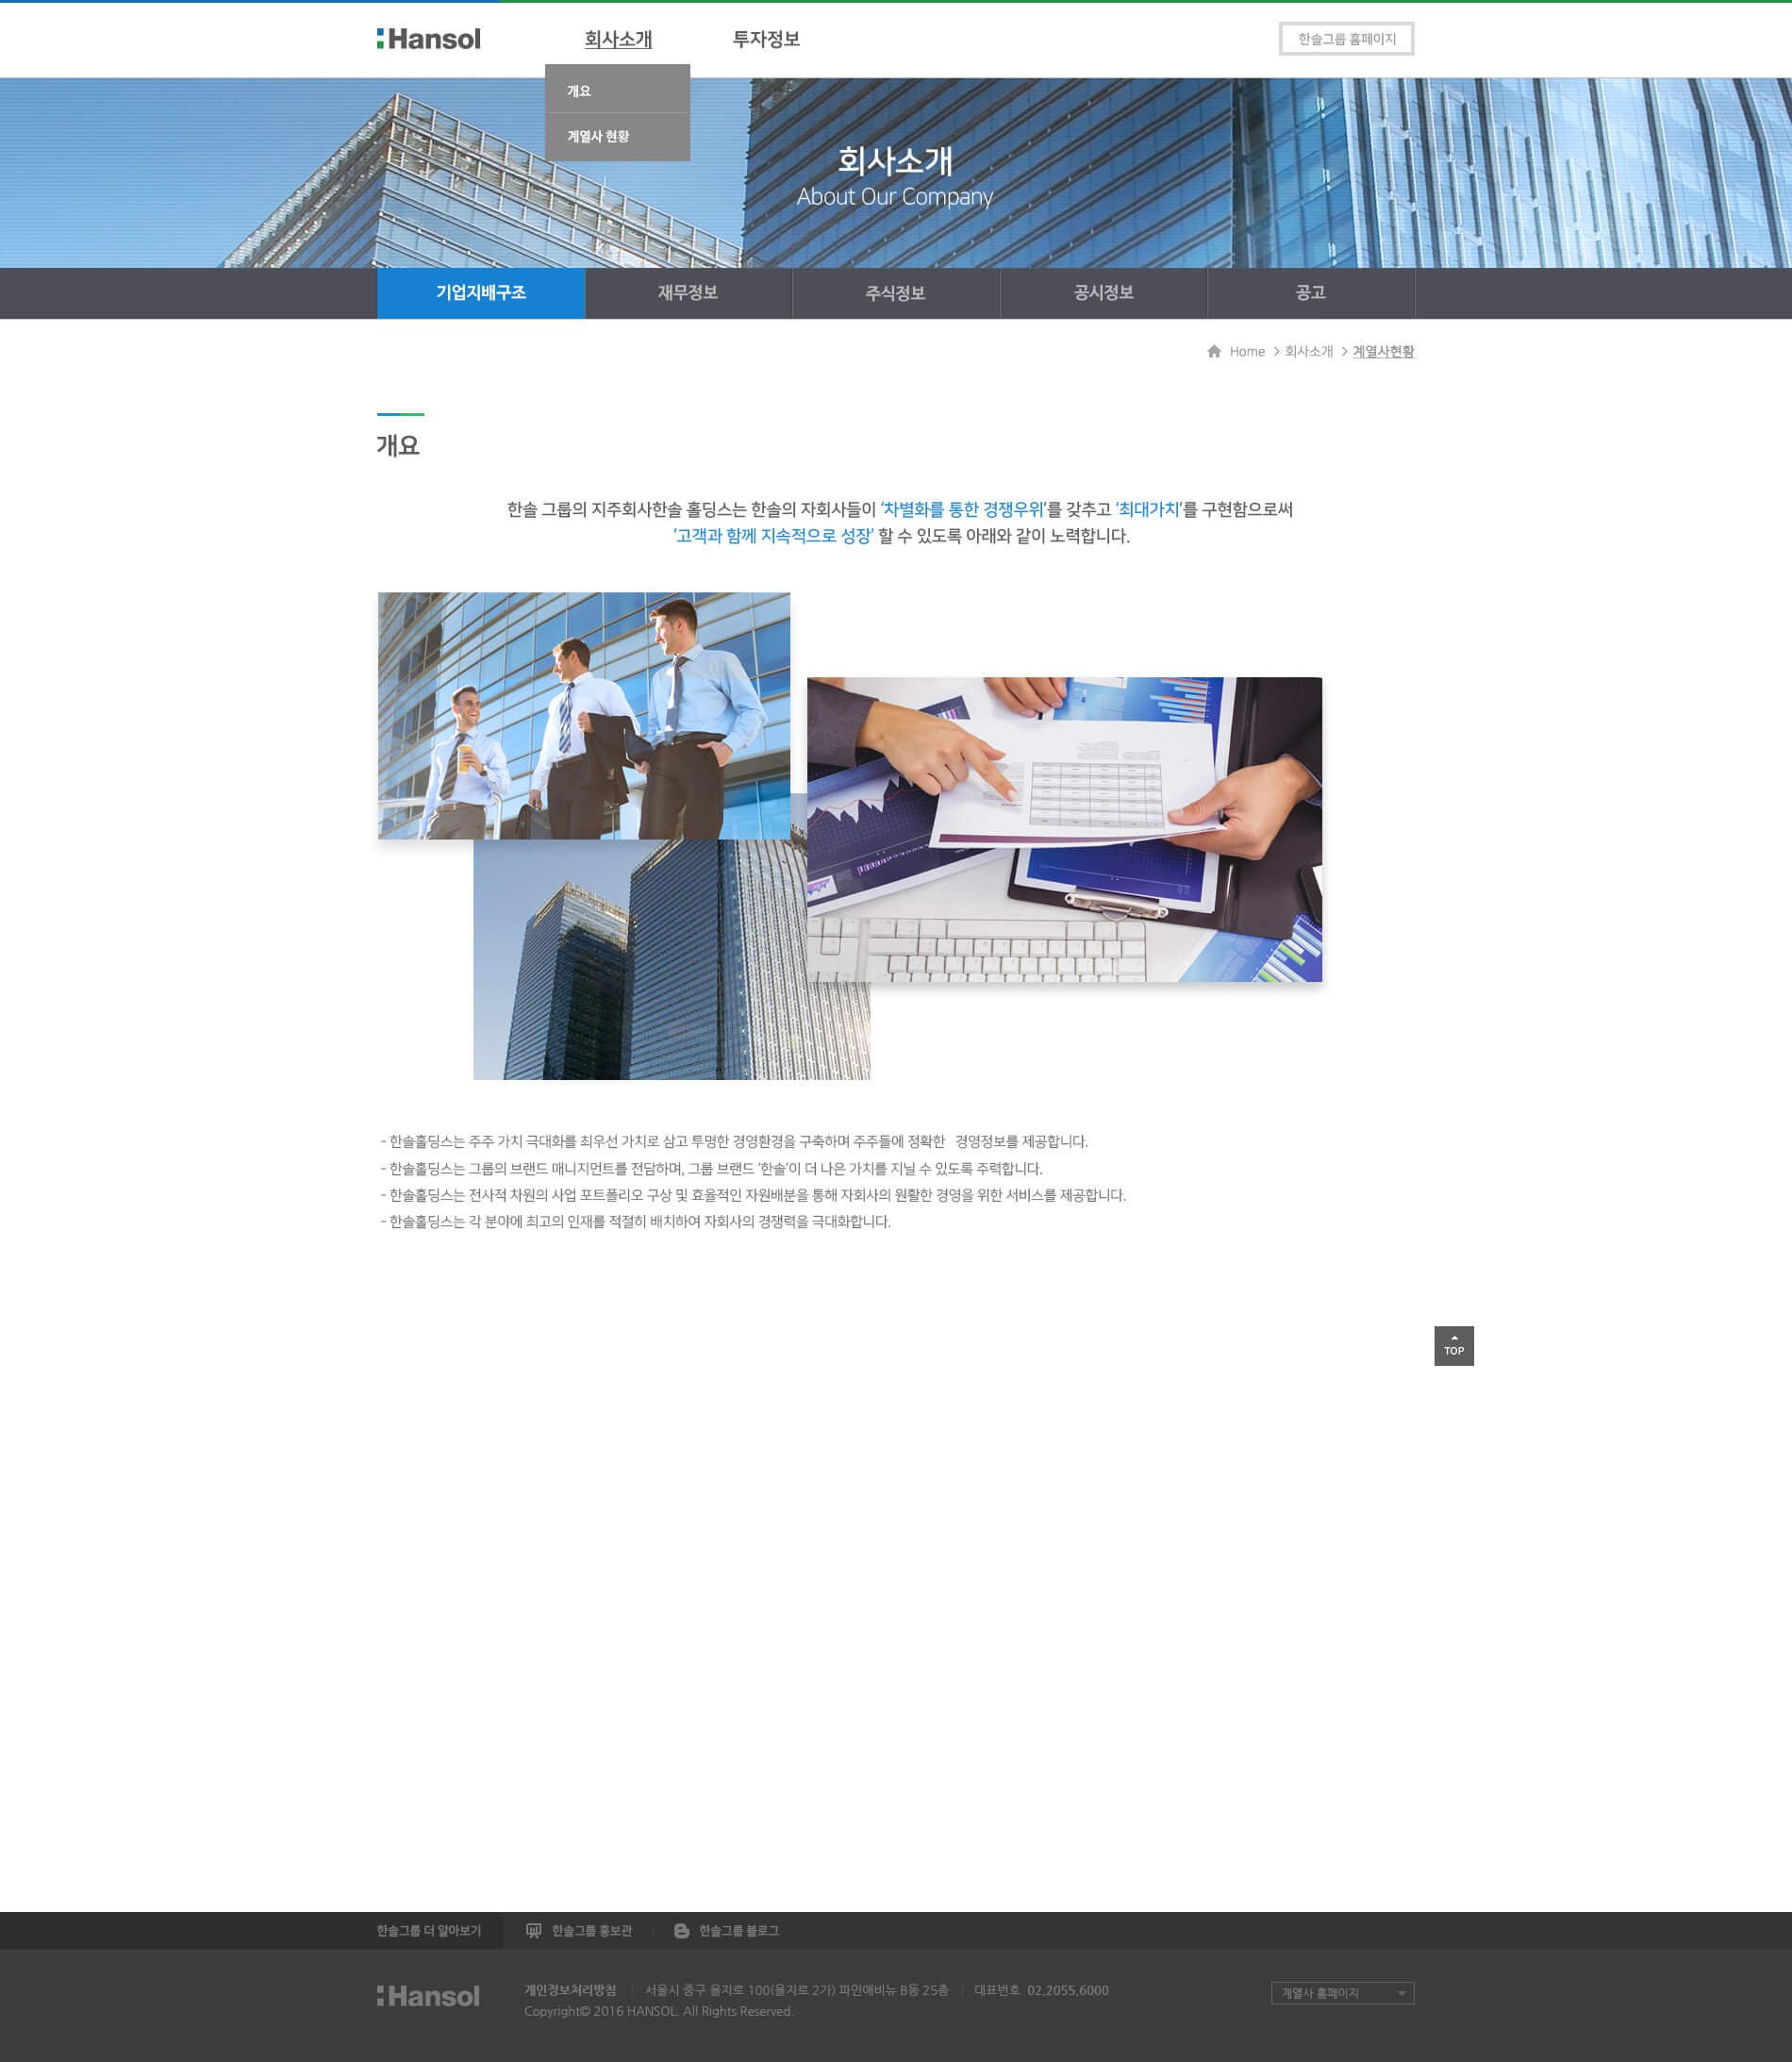 Hansol
회사소개
투자정보
한솔그룹 홈페이지
개요
계열사 현황
회사소개
About Our Company
기업지배구조
재무정보
주식정보
공시정보
공고
Home > 회사소개 > 계열사현황
개요
한솔 그룹의 지주회사한솔 홀딩스는 한솔의 자회사들이 '차별화를 통한 경쟁우위'를 갖추고 '최대가치'를 구현함으로써
'고객과 함께 지속적으로 성장' 할 수 있도록 아래와 같이 노력합니다.
- 한솔홀딩스는 주주 가치 극대화를 최우선 가치로 삼고 투명한 경영환경을 구축하며 주주들에 정확한 경영정보를 제공합니다.
- 한솔홀딩스는 그룹의 브랜드 매니지먼트를 전담하며, 그룹 브랜드 '한솔'이 더 나은 가치를 지닐 수 있도록 주력합니다.
- 한솔홀딩스는 전사적 차원의 사업 포트폴리오 구상 및 효율적인 자원배분을 통해 자회사의 원활한 경영을 위한 서비스를 제공합니다.
- 한솔홀딩스는 각 분야에 최고의 인재를 적절히 배치하여 자회사의 경쟁력을 극대화합니다.
TOP
한솔그룹 더 알아보기
한솔그룹 홍보관
한솔그룹 블로그
Hansol
개인정보처리방침 | 서울시 중구 을지로 100(을지로 2가) 파인애비뉴 B동 25층 | 대표번호 02.2055.6000
Copyright© 2016 HANSOL. All Rights Reserved.
계열사 홈페이지